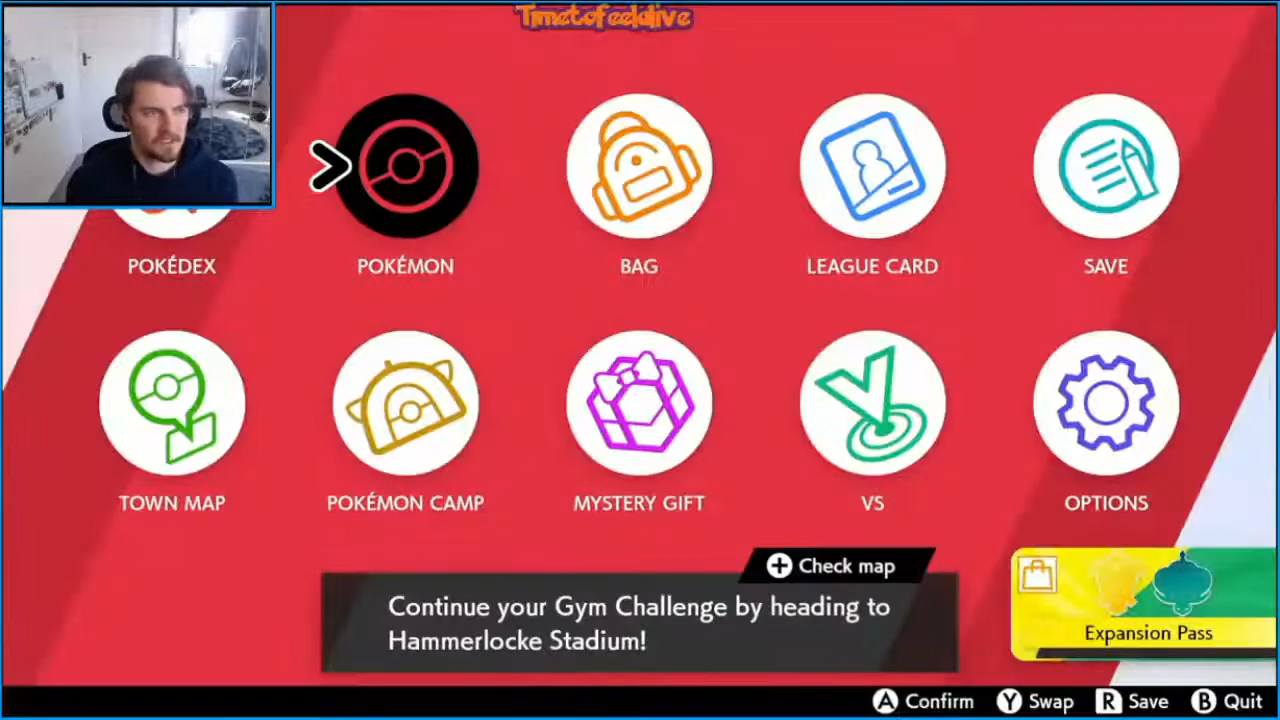 Timetofeelalive
POKÉDEX
POKÉMON
BAG
LEAGUE CARD
SAVE
TOWN MAP
POKÉMON CAMP
MYSTERY GIFT
VS
OPTIONS
+ Check map
Continue your Gym Challenge by heading to
Hammerlocke Stadium!
Expansion Pass
A Confirm Y Swap R Save B Quit